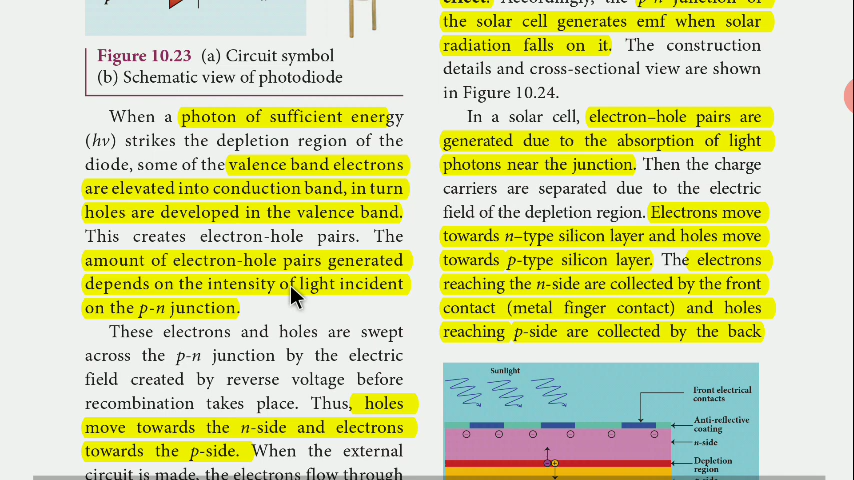 Figure 10.23 (a) Circuit symbol
(b) Schematic view of photodiode
When a photon of sufficient energy
(hν) strikes the depletion region of the
diode, some of the valence band electrons
are elevated into conduction band, in turn
holes are developed in the valence band.
This creates electron-hole pairs. The
amount of electron-hole pairs generated
depends on the intensity of light incident
on the p-n junction.
These electrons and holes are swept
across the p-n junction by the electric
field created by reverse voltage before
recombination takes place. Thus, holes
move towards the n-side and electrons
towards the p-side. When the external
circuit is made, the electrons flow through
the solar cell generates emf when solar
radiation falls on it. The construction
details and cross-sectional view are shown
in Figure 10.24.
In a solar cell, electron–hole pairs are
generated due to the absorption of light
photons near the junction. Then the charge
carriers are separated due to the electric
field of the depletion region. Electrons move
towards n–type silicon layer and holes move
towards p-type silicon layer. The electrons
reaching the n-side are collected by the front
contact (metal finger contact) and holes
reaching p-side are collected by the back
Sunlight
Front electrical
contacts
Anti-reflective
coating
n-side
Depletion
region